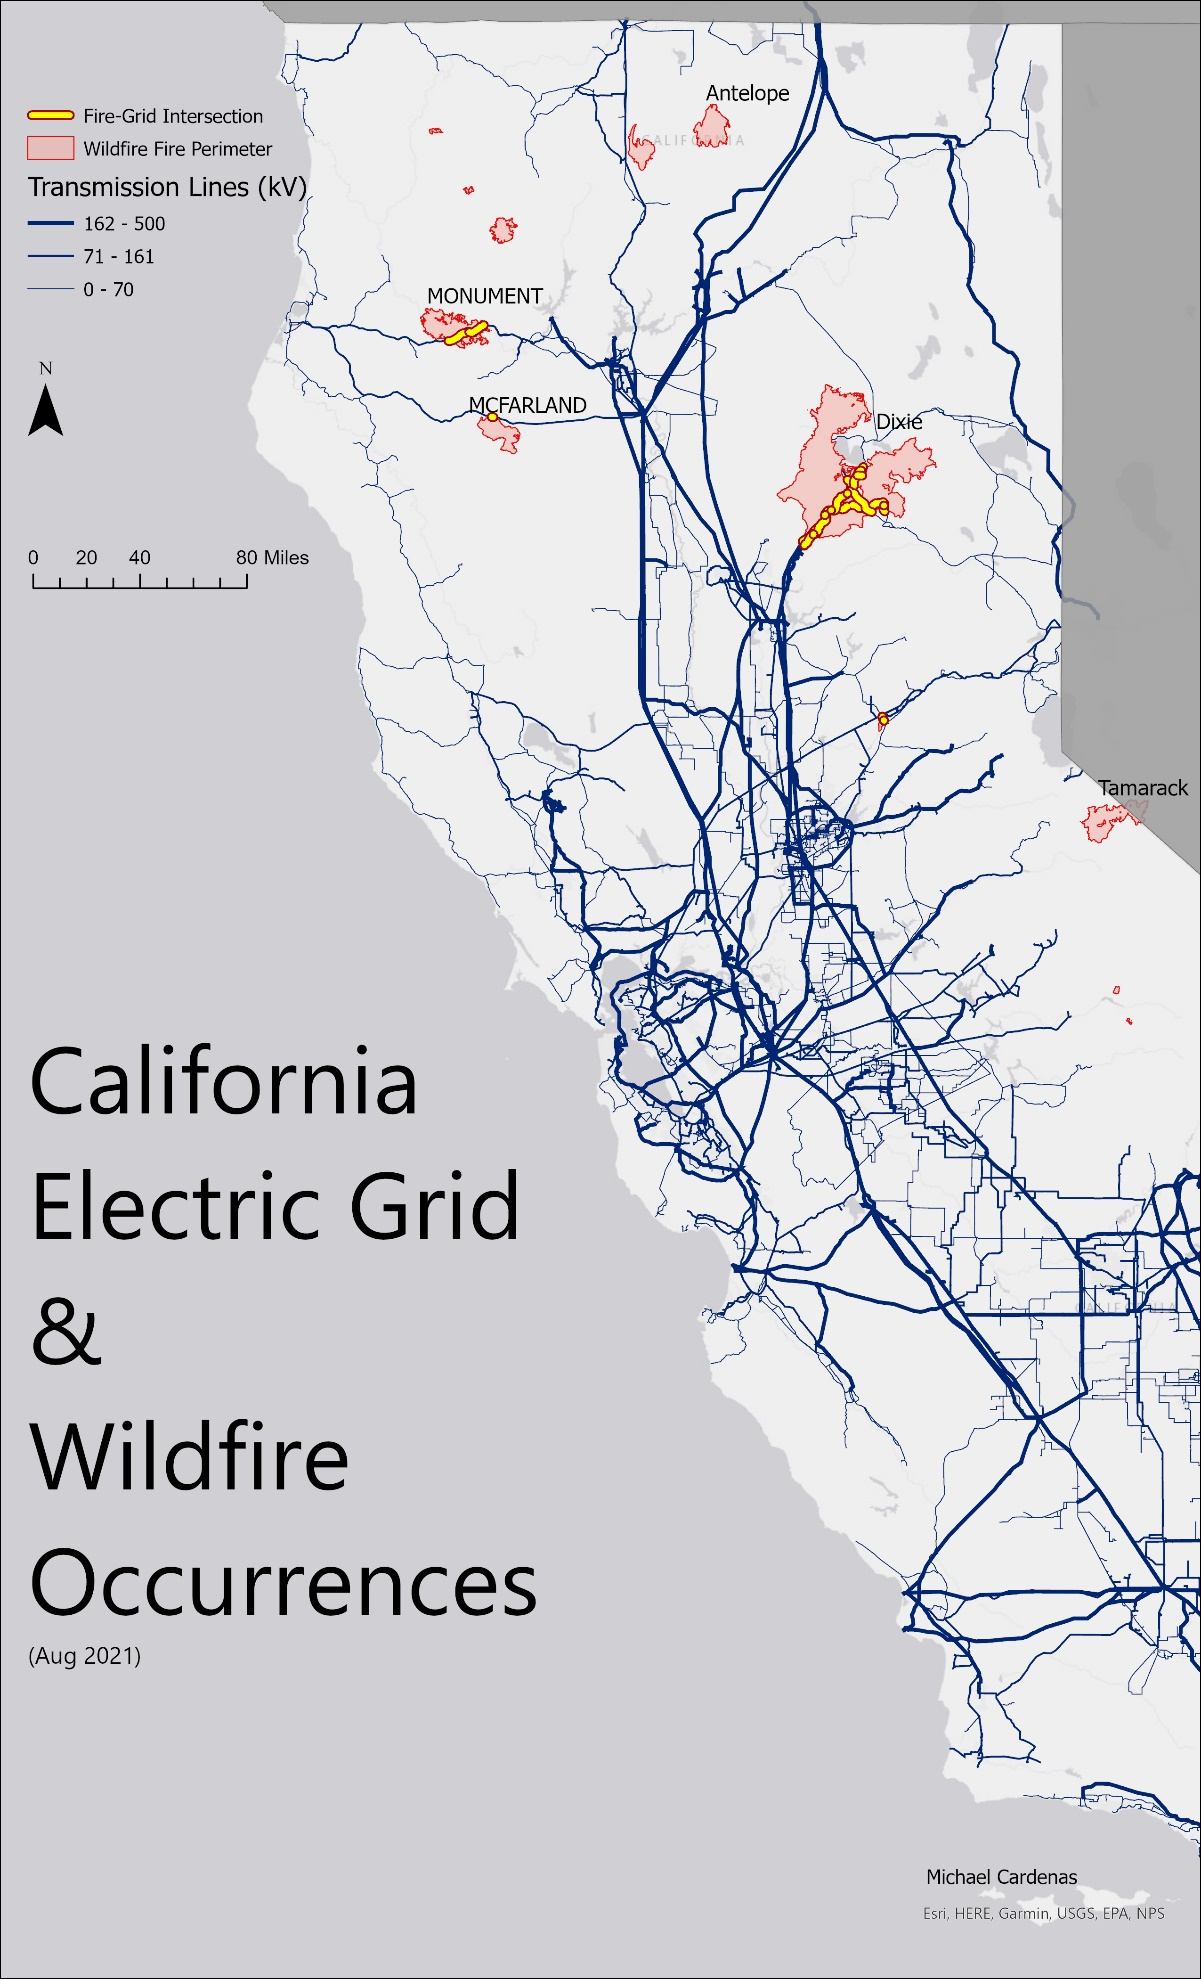 Antelope
CALIFORNIA
Fire-Grid Intersection
Wildfire Fire Perimeter
Transmission Lines (kV)
162 - 500
71 - 161
0 - 70
MONUMENT
N
MCFARLAND
Dixie
0 20 40 80 Miles
Tamarack
California
Electric Grid
&
Wildfire
Occurrences
(Aug 2021)
CALIFORNIA
Michael Cardenas
Esri, HERE, Garmin, USGS, EPA, NPS